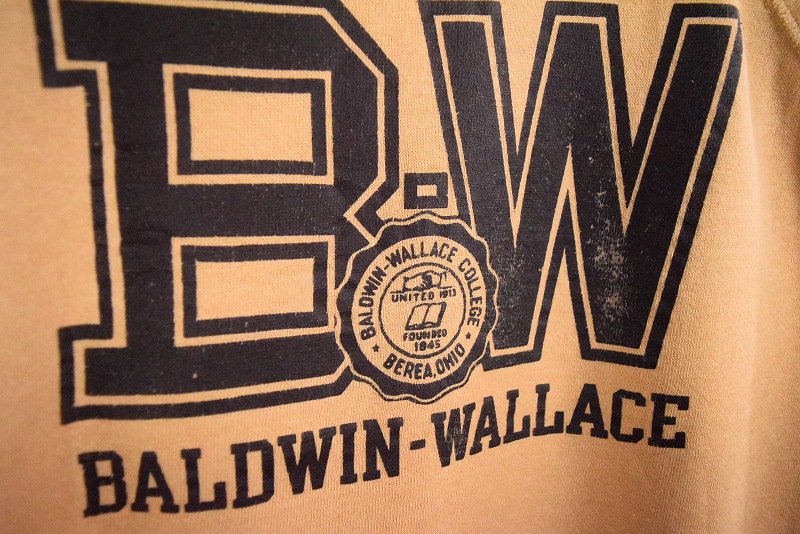 B-W
BALDWIN-WALLACE COLLEGE
UNITED 1913
FOUNDED
1845
BEREA, OHIO
BALDWIN-WALLACE